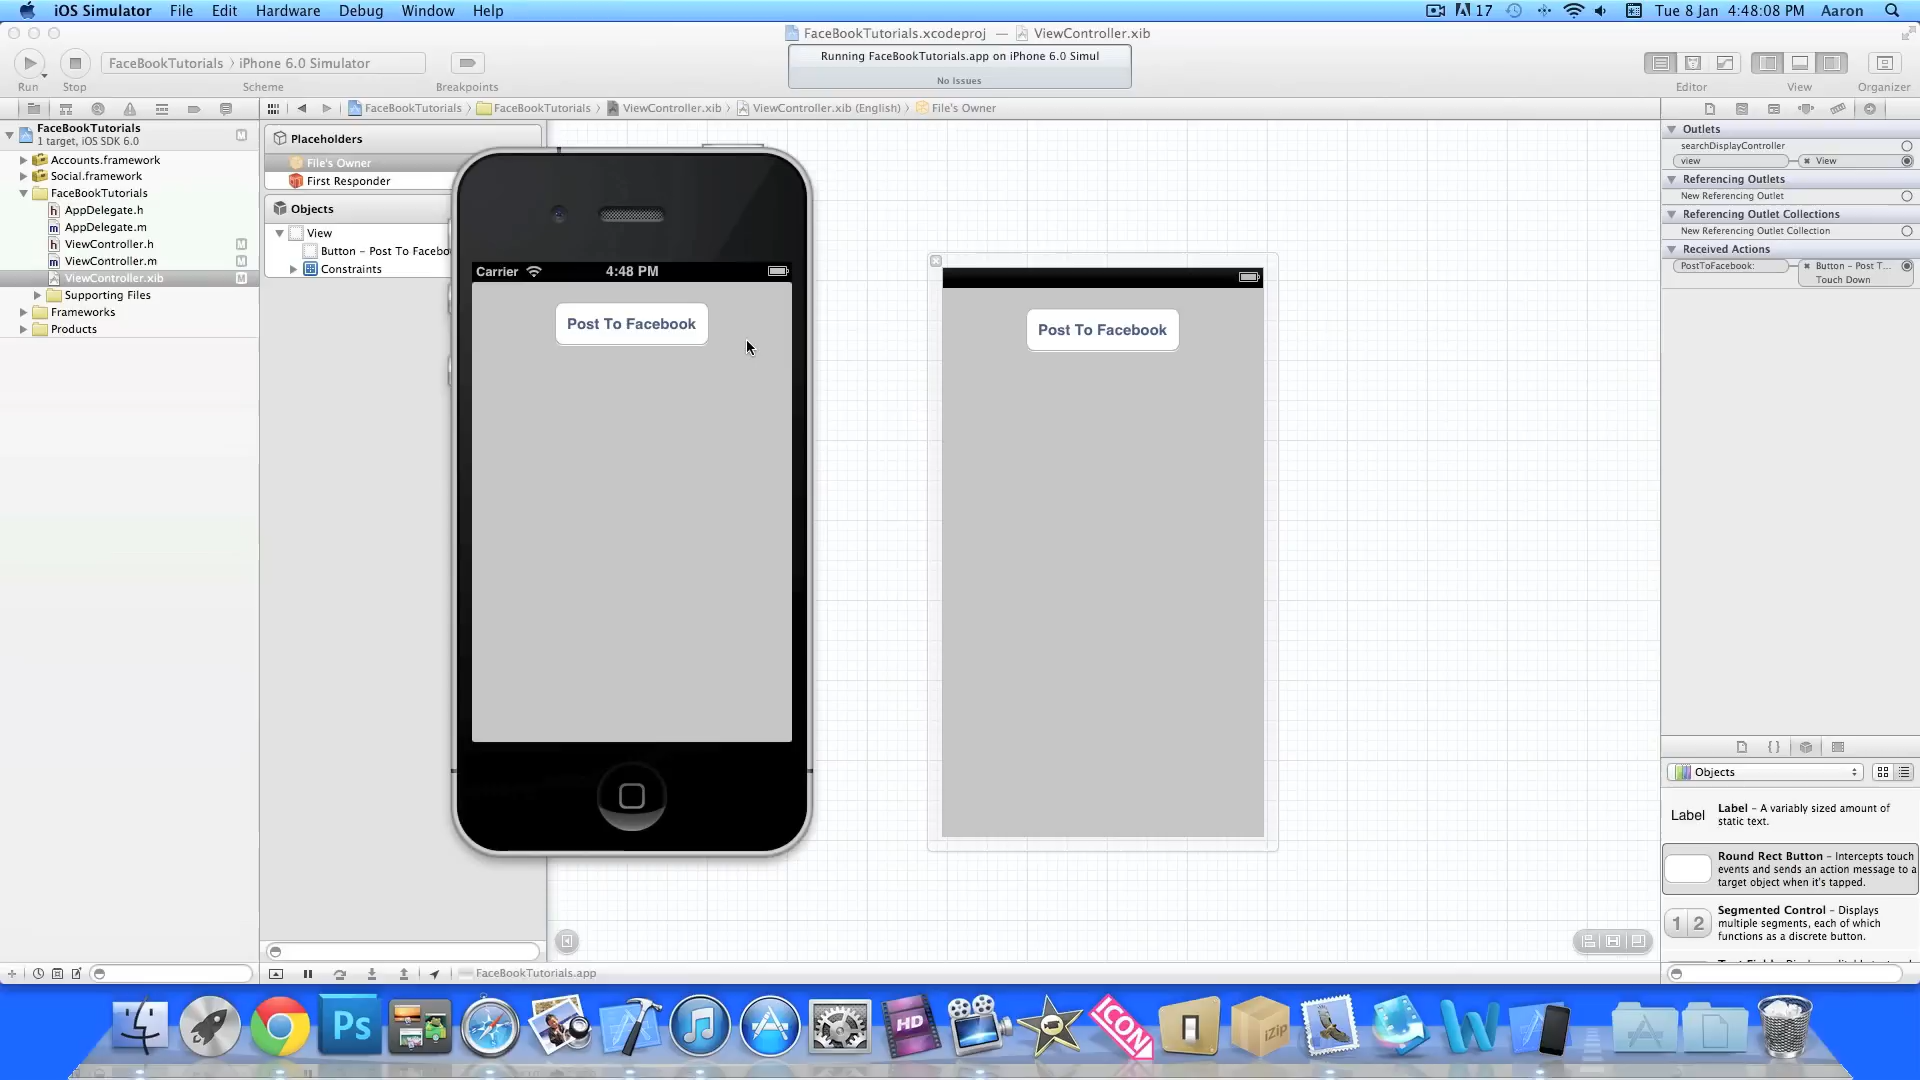 iOS Simulator File Edit Hardware Debug Window Help
17 Tue 8 Jan 4:48:08 PM Aaron
FaceBookTutorials.xcodeproj — ViewController.xib
FaceBookTutorials iPhone 6.0 Simulator
Running FaceBookTutorials.app on iPhone 6.0 Simul
No Issues
Run Stop Scheme Breakpoints Editor View Organizer
FaceBookTutorials FaceBookTutorials ViewController.xib ViewController.xib (English) File's Owner
FaceBookTutorials M
1 target, iOS SDK 6.0
Accounts.framework
Social.framework
FaceBookTutorials
AppDelegate.h
AppDelegate.m
ViewController.h M
ViewController.m M
ViewController.xib M
Supporting Files
Frameworks
Products
Placeholders
File's Owner
First Responder
Objects
View
Button - Post To Facebo
Constraints
Carrier 4:48 PM
Post To Facebook
Post To Facebook
Outlets
searchDisplayController
view View
Referencing Outlets
New Referencing Outlet
Referencing Outlet Collections
New Referencing Outlet Collection
Received Actions
PostToFacebook: Button - Post T...
Touch Down
{ } Objects
Label Label - A variably sized amount of
static text.
Round Rect Button - Intercepts touch
events and sends an action message to a
target object when it's tapped.
1 2 Segmented Control - Displays
multiple segments, each of which
functions as a discrete button.
FaceBookTutorials.app
Ps
HD
ICON
iZip
W